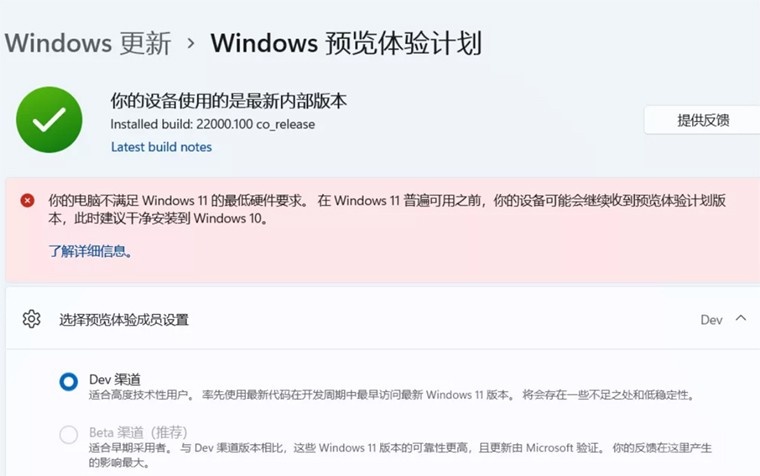 Windows 更新 › Windows 预览体验计划
你的设备使用的是最新内部版本
Installed build: 22000.100 co_release
提供反馈
Latest build notes
你的电脑不满足 Windows 11 的最低硬件要求。 在 Windows 11 普遍可用之前，你的设备可能会继续收到预览体验计划版
本，此时建议干净安装到 Windows 10。
了解详细信息。
选择预览体验成员设置
Dev
Dev 渠道
适合高度技术性用户。 率先使用最新代码在开发周期中最早访问最新 Windows 11 版本。 将会存在一些不足之处和低稳定性。
Beta 渠道（推荐）
适合早期采用者。 与 Dev 渠道版本相比，这些 Windows 11 版本的可靠性更高，且更新由 Microsoft 验证。 你的反馈在这里产生
的影响最大。